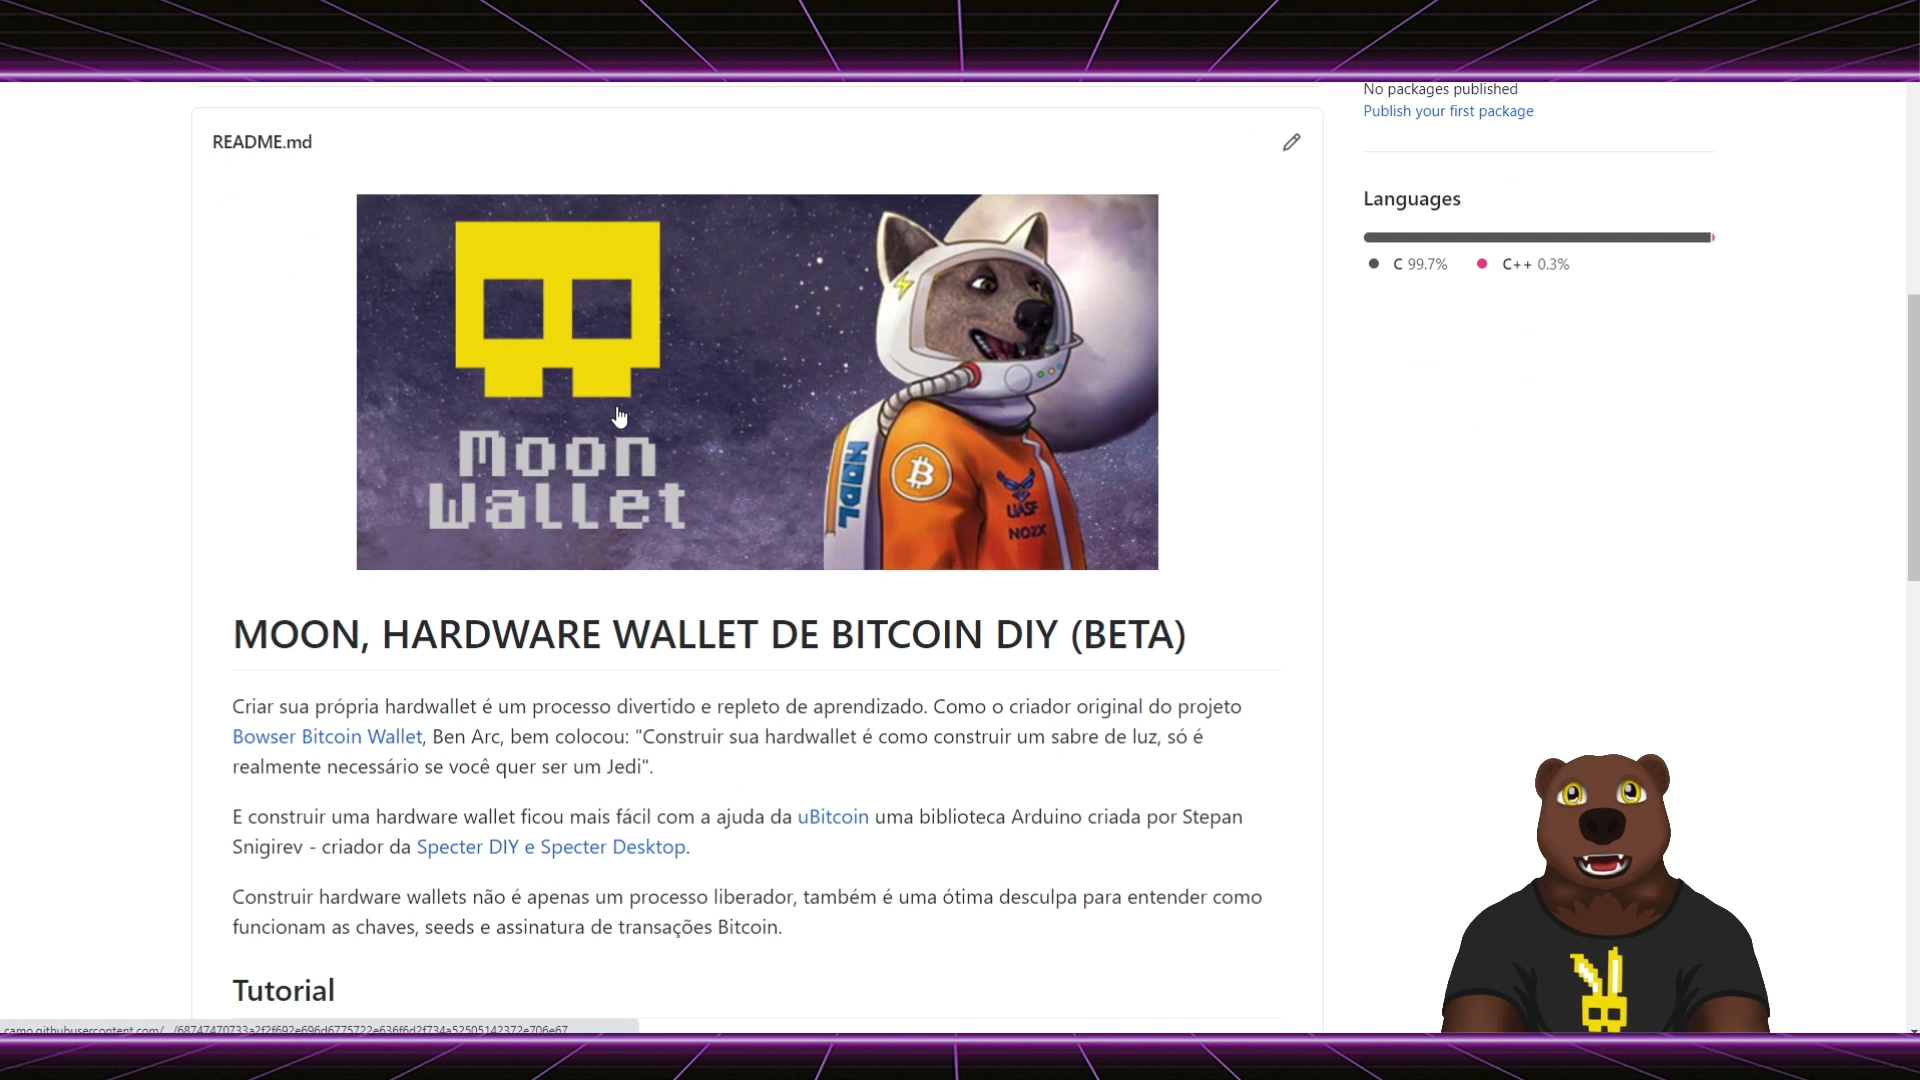 No packages published
Publish your first package
README.md
Languages
C 99.7% C++ 0.3%
Moon
Wallet
HODL
UASF
NO2X
MOON, HARDWARE WALLET DE BITCOIN DIY (BETA)
Criar sua própria hardwallet é um processo divertido e repleto de aprendizado. Como o criador original do projeto
Bowser Bitcoin Wallet, Ben Arc, bem colocou: "Construir sua hardwallet é como construir um sabre de luz, só é
realmente necessário se você quer ser um Jedi".
E construir uma hardware wallet ficou mais fácil com a ajuda da uBitcoin uma biblioteca Arduino criada por Stepan
Snigirev - criador da Specter DIY e Specter Desktop.
Construir hardware wallets não é apenas um processo liberador, também é uma ótima desculpa para entender como
funcionam as chaves, seeds e assinatura de transações Bitcoin.
Tutorial